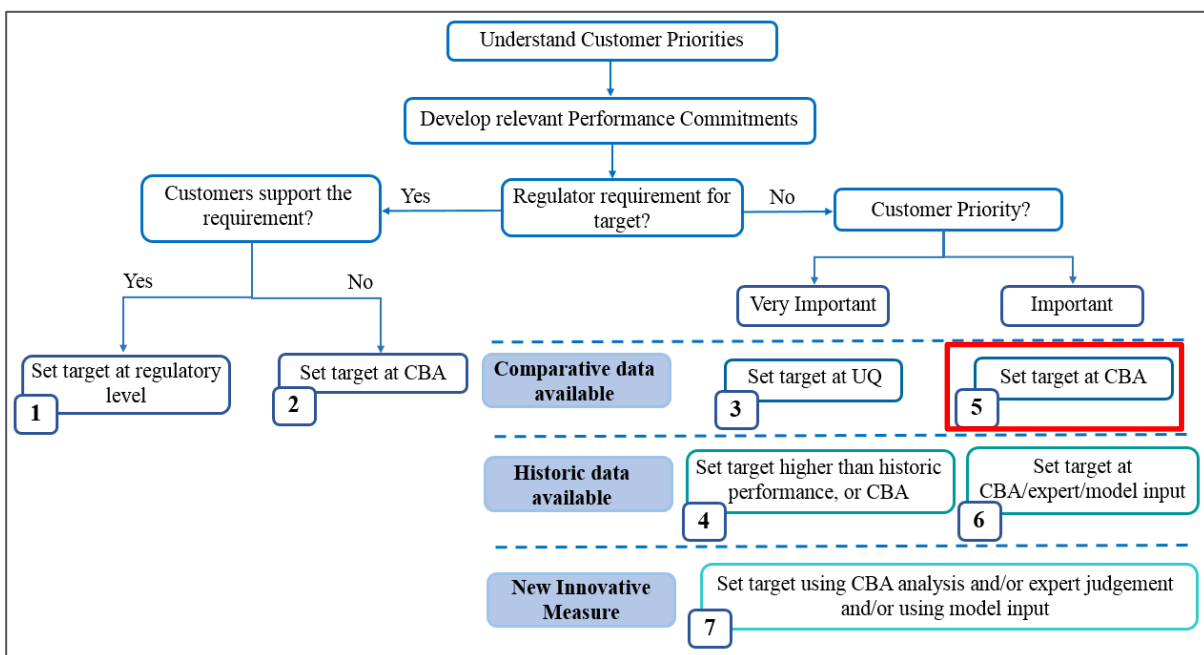 Understand Customer Priorities
Develop relevant Performance Commitments
Customers support the
requirement?
Yes
Regulator requirement for
target?
No
Customer Priority?
Yes
No
Very Important
Important
Set target at regulatory
level
1
Set target at CBA
2
Comparative data
available
Set target at UQ
3
Set target at CBA
5
Historic data
available
Set target higher than historic
performance, or CBA
4
Set target at
CBA/expert/model input
6
New Innovative
Measure
Set target using CBA analysis and/or expert judgement
and/or using model input
7